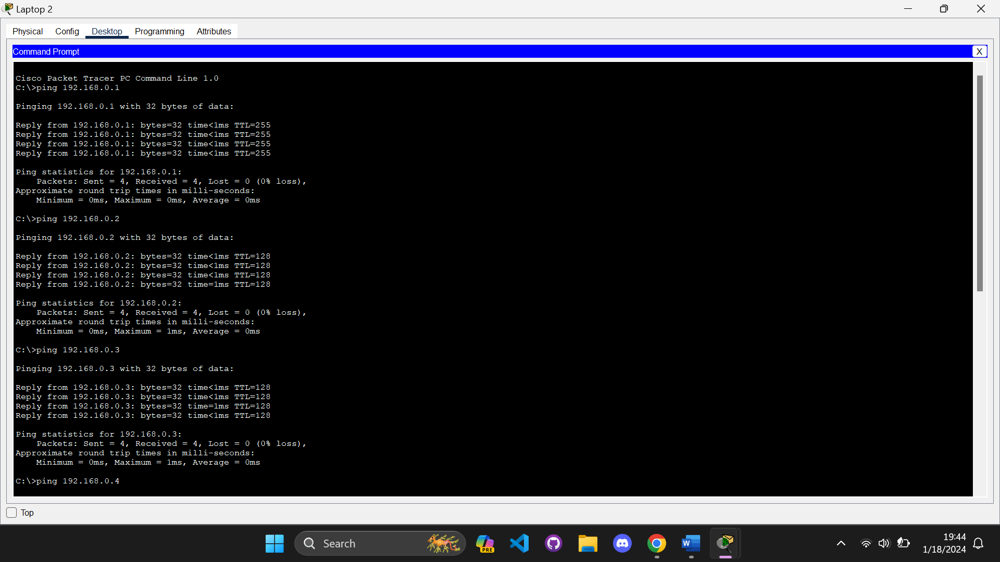 Laptop 2
Physical Config Desktop Programming Attributes
Command Prompt
X
Cisco Packet Tracer PC Command Line 1.0
C:\>ping 192.168.0.1
Pinging 192.168.0.1 with 32 bytes of data:
Reply from 192.168.0.1: bytes=32 time<1ms TTL=255
Reply from 192.168.0.1: bytes=32 time<1ms TTL=255
Reply from 192.168.0.1: bytes=32 time<1ms TTL=255
Reply from 192.168.0.1: bytes=32 time<1ms TTL=255
Ping statistics for 192.168.0.1:
Packets: Sent = 4, Received = 4, Lost = 0 (0% loss),
Approximate round trip times in milli-seconds:
Minimum = 0ms, Maximum = 0ms, Average = 0ms
C:\>ping 192.168.0.2
Pinging 192.168.0.2 with 32 bytes of data:
Reply from 192.168.0.2: bytes=32 time<1ms TTL=128
Reply from 192.168.0.2: bytes=32 time<1ms TTL=128
Reply from 192.168.0.2: bytes=32 time<1ms TTL=128
Reply from 192.168.0.2: bytes=32 time=1ms TTL=128
Ping statistics for 192.168.0.2:
Packets: Sent = 4, Received = 4, Lost = 0 (0% loss),
Approximate round trip times in milli-seconds:
Minimum = 0ms, Maximum = 1ms, Average = 0ms
C:\>ping 192.168.0.3
Pinging 192.168.0.3 with 32 bytes of data:
Reply from 192.168.0.3: bytes=32 time<1ms TTL=128
Reply from 192.168.0.3: bytes=32 time<1ms TTL=128
Reply from 192.168.0.3: bytes=32 time=1ms TTL=128
Reply from 192.168.0.3: bytes=32 time<1ms TTL=128
Ping statistics for 192.168.0.3:
Packets: Sent = 4, Received = 4, Lost = 0 (0% loss),
Approximate round trip times in milli-seconds:
Minimum = 0ms, Maximum = 1ms, Average = 0ms
C:\>ping 192.168.0.4
Top
Search
PRE
W
19:44
1/18/2024